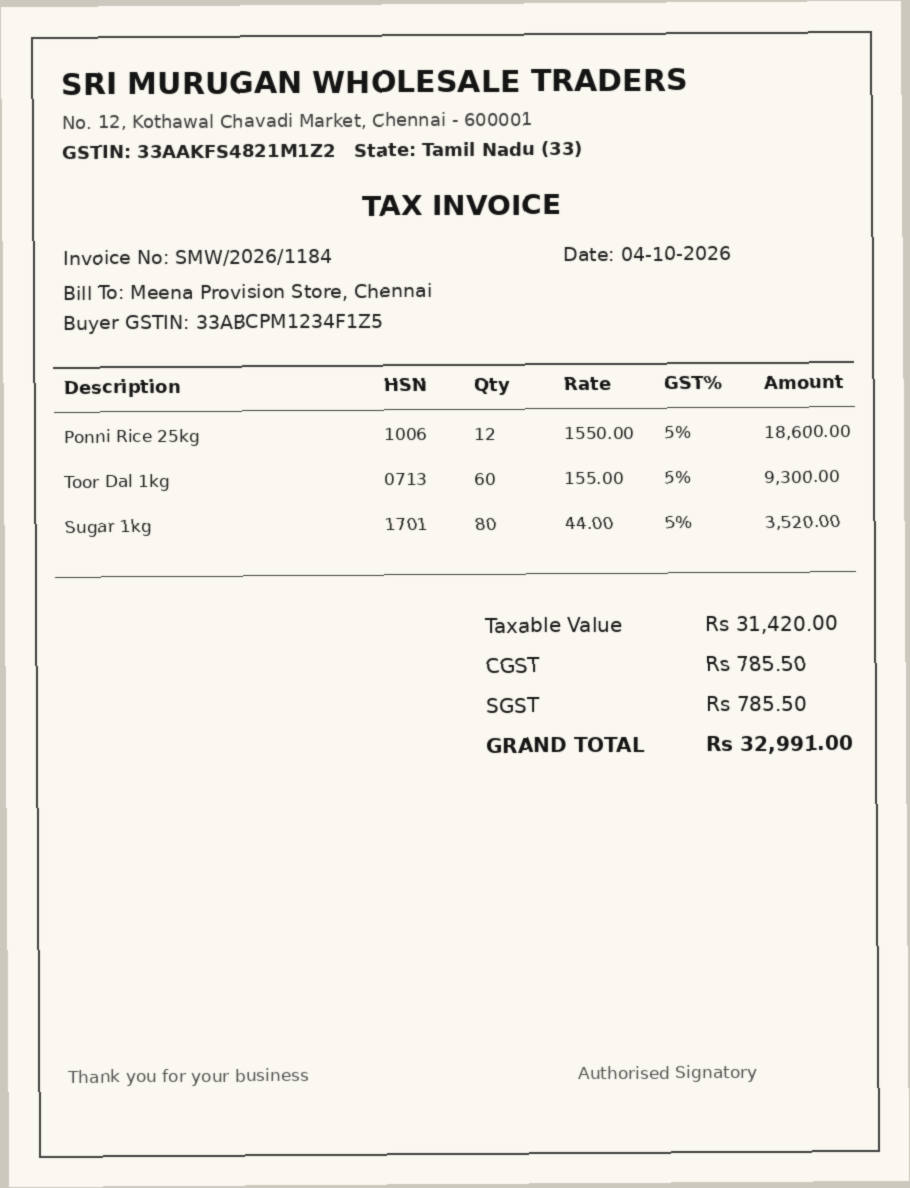 SRI MURUGAN WHOLESALE TRADERS
No. 12, Kothawal Chavadi Market, Chennai - 600001
GSTIN: 33AAKFS4821M1Z2 State: Tamil Nadu (33)
TAX INVOICE
Invoice No: SMW/2026/1184 Date: 04-10-2026
Bill To: Meena Provision Store, Chennai
Buyer GSTIN: 33ABCPM1234F1Z5
Description HSN Qty Rate GST% Amount
Ponni Rice 25kg 1006 12 1550.00 5% 18,600.00
Toor Dal 1kg 0713 60 155.00 5% 9,300.00
Sugar 1kg 1701 80 44.00 5% 3,520.00
Taxable Value Rs 31,420.00
CGST Rs 785.50
SGST Rs 785.50
GRAND TOTAL Rs 32,991.00
Thank you for your business Authorised Signatory